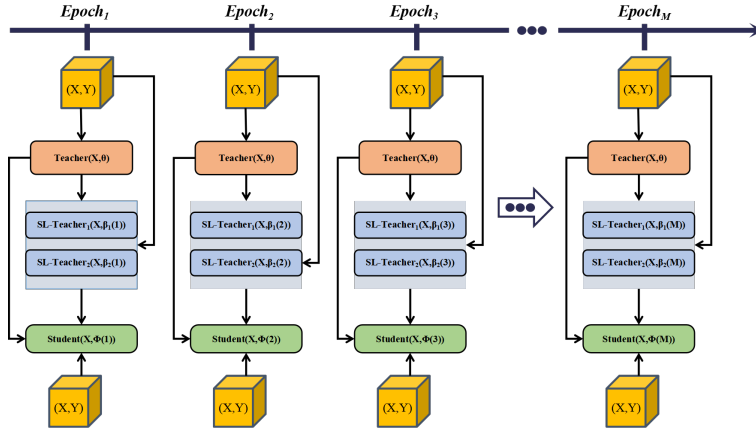 Epoch₁ Epoch₂ Epoch₃ Epoch_M
(X,Y) (X,Y) (X,Y) (X,Y)
Teacher(X,θ) Teacher(X,θ) Teacher(X,θ) Teacher(X,θ)
SL-Teacher₁(X,β₁(1)) SL-Teacher₁(X,β₁(2)) SL-Teacher₁(X,β₁(3)) SL-Teacher₁(X,β₁(M))
SL-Teacher₂(X,β₂(1)) SL-Teacher₂(X,β₂(2)) SL-Teacher₂(X,β₂(3)) SL-Teacher₂(X,β₂(M))
Student(X,Φ(1)) Student(X,Φ(2)) Student(X,Φ(3)) Student(X,Φ(M))
(X,Y) (X,Y) (X,Y) (X,Y)